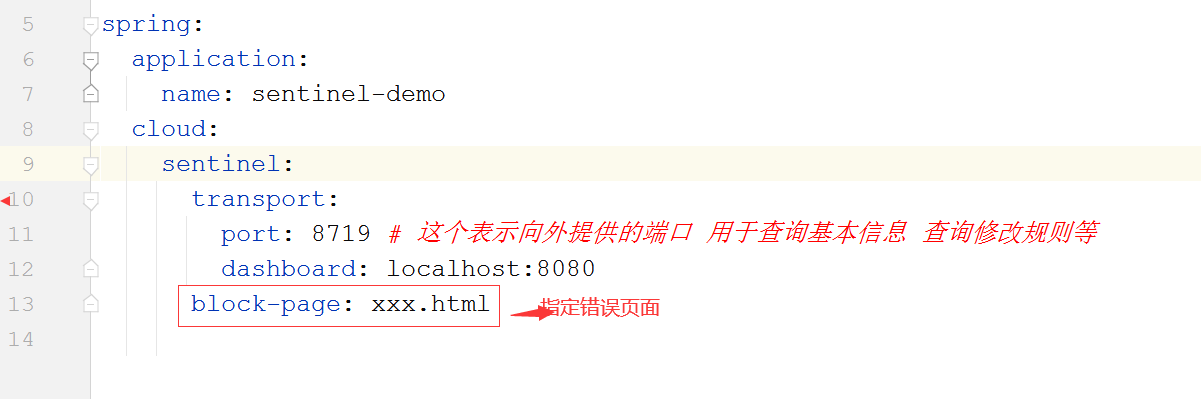 5 spring:
6 application:
7 name: sentinel-demo
8 cloud:
9 sentinel:
10 transport:
11 port: 8719 # 这个表示向外提供的端口 用于查询基本信息 查询修改规则等
12 dashboard: localhost:8080
13 block-page: xxx.html 指定错误页面
14